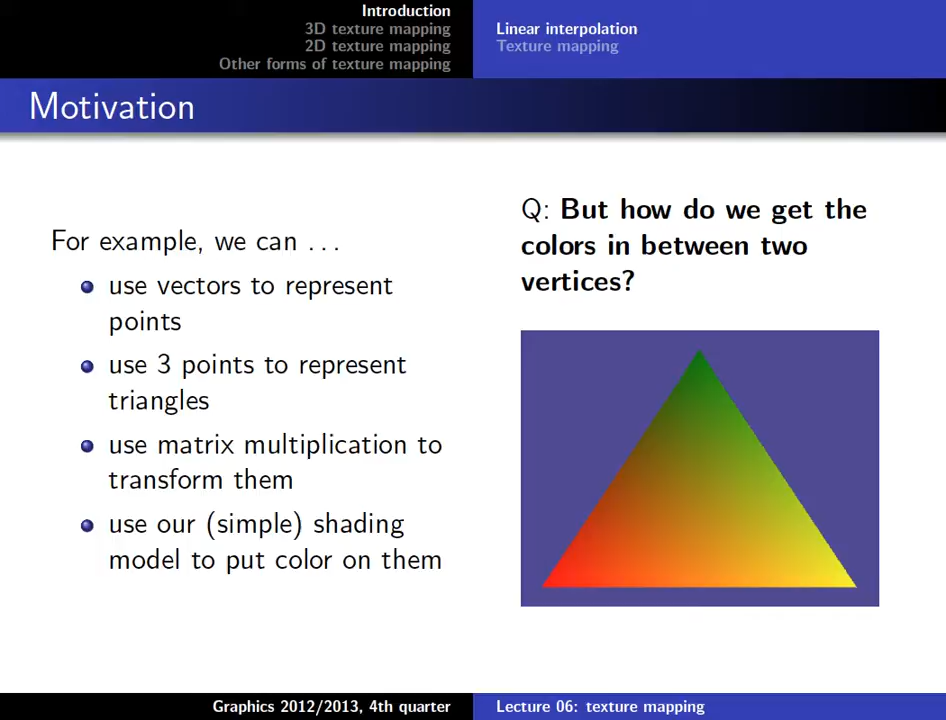 Introduction
3D texture mapping
2D texture mapping
Other forms of texture mapping
Linear interpolation
Texture mapping
Motivation
For example, we can . . .
use vectors to represent
points
use 3 points to represent
triangles
use matrix multiplication to
transform them
use our (simple) shading
model to put color on them
Q: But how do we get the
colors in between two
vertices?
Graphics 2012/2013, 4th quarter
Lecture 06: texture mapping